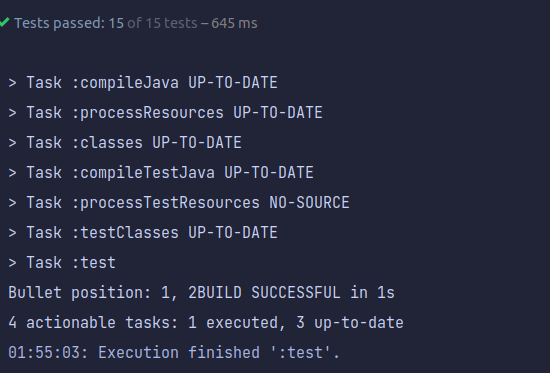 Tests passed: 15 of 15 tests – 645 ms
> Task :compileJava UP-TO-DATE
> Task :processResources UP-TO-DATE
> Task :classes UP-TO-DATE
> Task :compileTestJava UP-TO-DATE
> Task :processTestResources NO-SOURCE
> Task :testClasses UP-TO-DATE
> Task :test
Bullet position: 1, 2BUILD SUCCESSFUL in 1s
4 actionable tasks: 1 executed, 3 up-to-date
01:55:03: Execution finished ':test'.